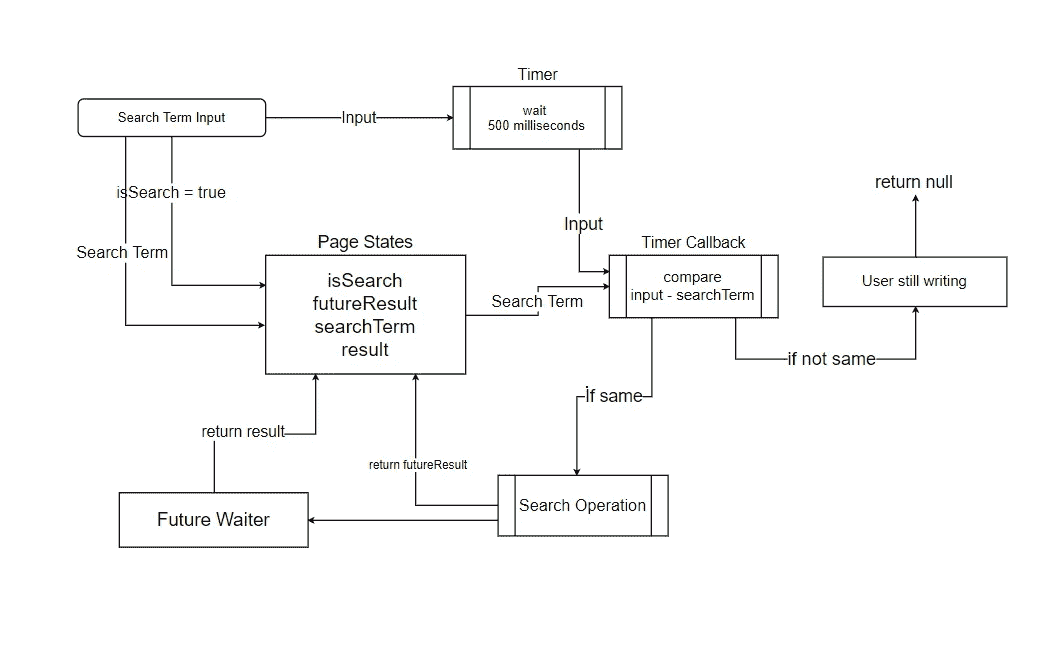 Timer
Search Term Input
Input
wait
500 milliseconds
isSearch = true
return null
Input
Search Term
Page States
Timer Callback
isSearch
futureResult
searchTerm
result
Search Term
compare
input - searchTerm
User still writing
if not same
İf same
return result
return futureResult
Search Operation
Future Waiter